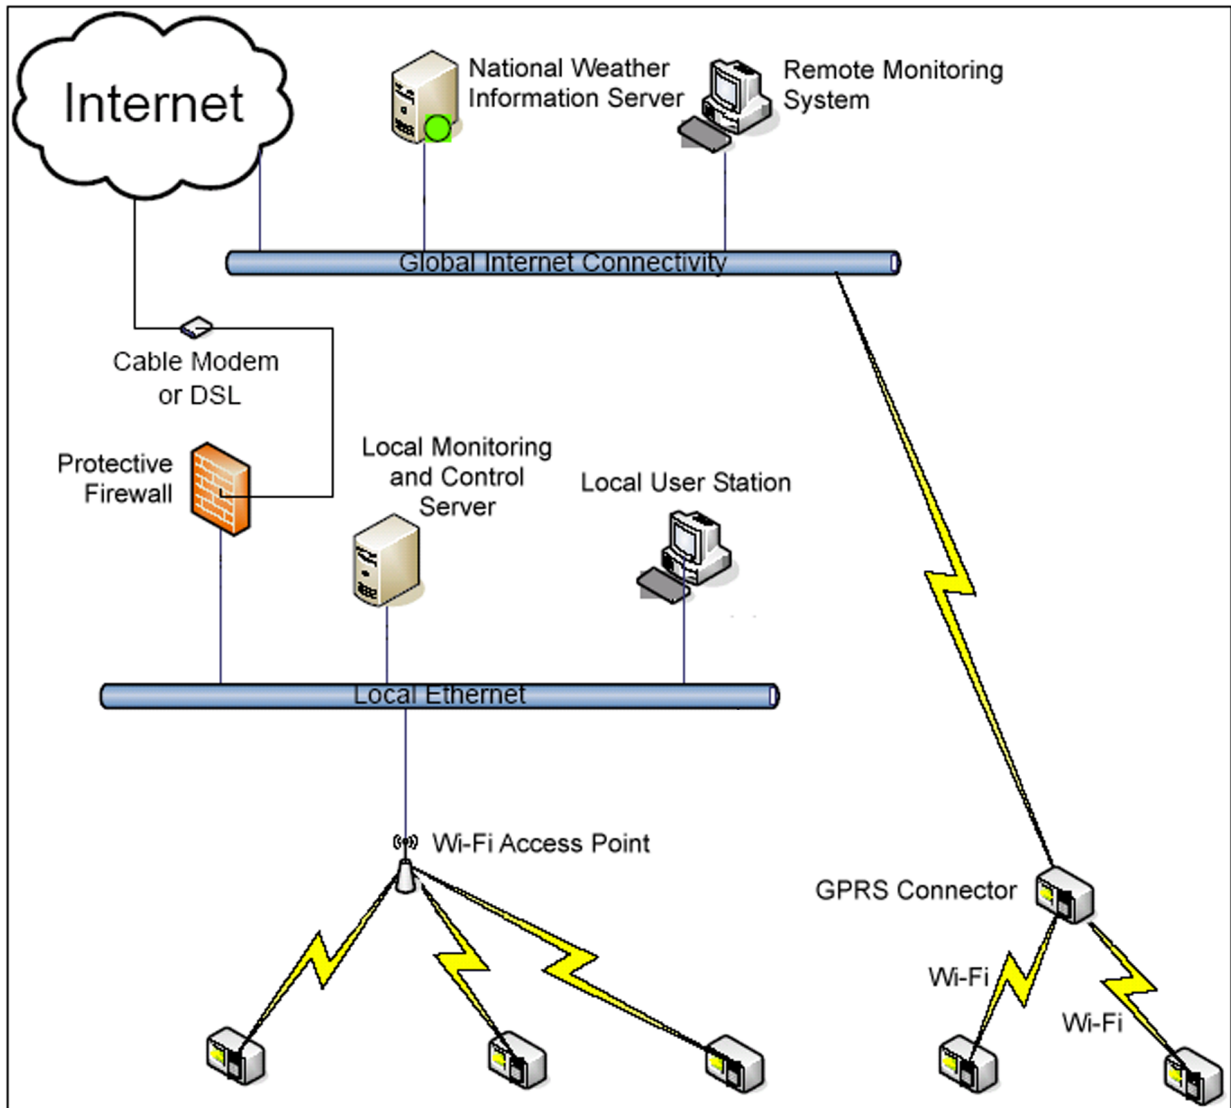 Internet
National Weather
Information Server
Remote Monitoring
System
Global Internet Connectivity
Cable Modem
or DSL
Protective
Firewall
Local Monitoring
and Control
Server
Local User Station
Local Ethernet
Wi-Fi Access Point
GPRS Connector
Wi-Fi
Wi-Fi